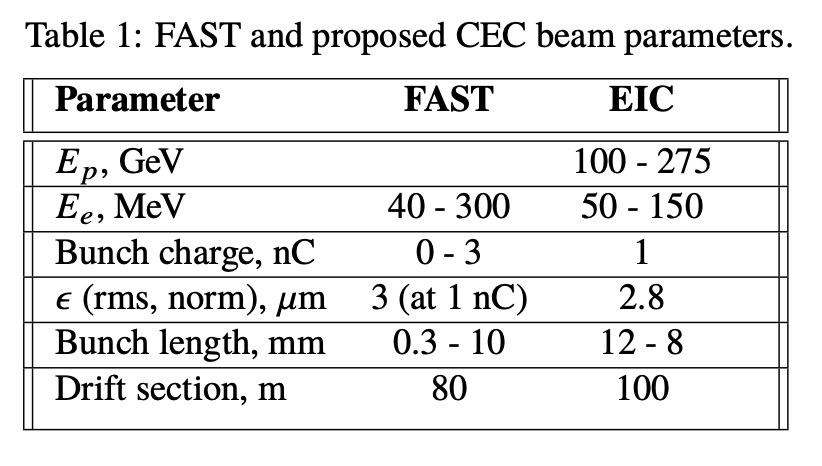 Table 1: FAST and proposed CEC beam parameters.
Parameter FAST EIC
E_p, GeV 100 - 275
E_e, MeV 40 - 300 50 - 150
Bunch charge, nC 0 - 3 1
ϵ (rms, norm), μm 3 (at 1 nC) 2.8
Bunch length, mm 0.3 - 10 12 - 8
Drift section, m 80 100